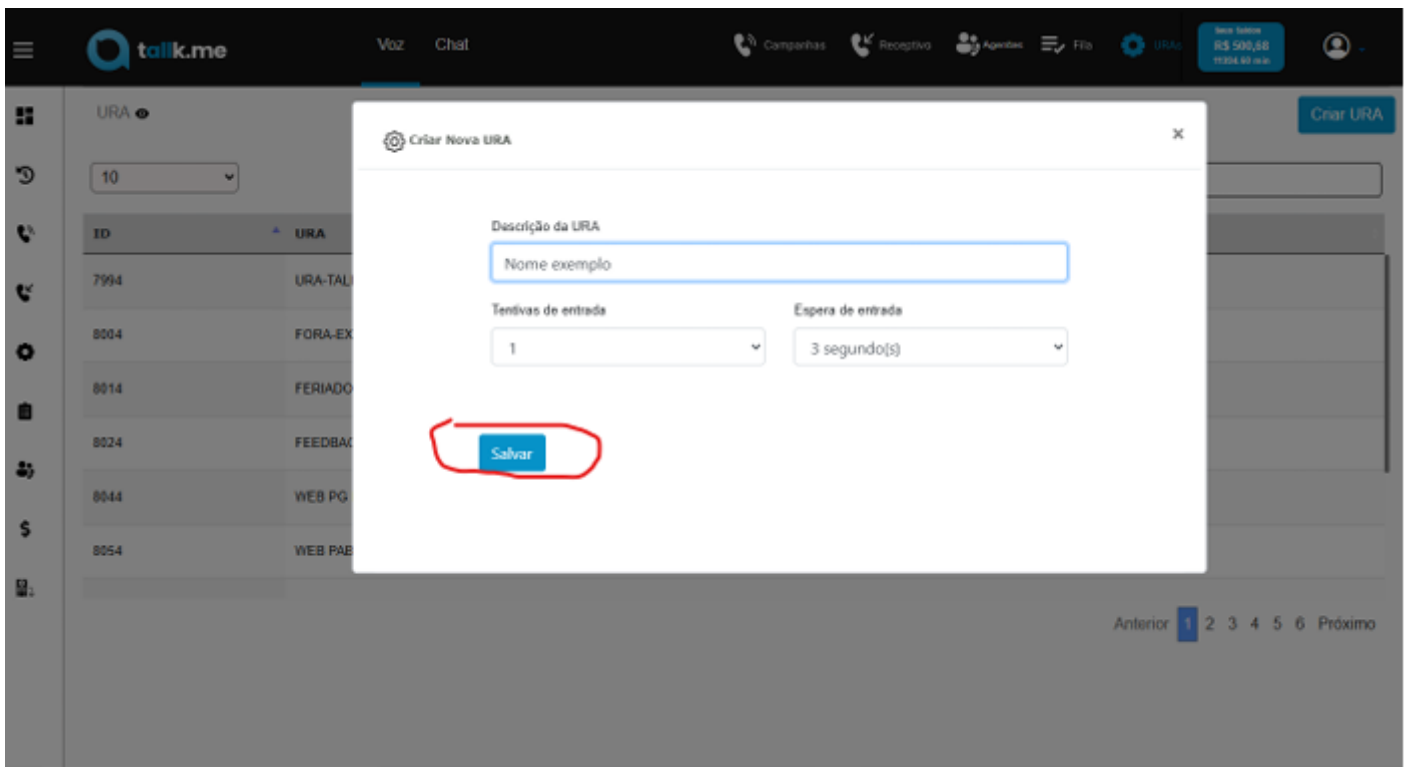 tallk.me
Voz Chat
Campanhas Receptivo Agentes Fila URAs
R$ 500,68
URA
Criar URA
Criar Nova URA ×
10
Descrição da URA
Nome exemplo
Tentivas de entrada Espera de entrada
1 3 segundo(s)
Salvar
ID URA
7994 URA-TAL
8004 FORA-EX
8014 FERIADO
8024 FEEDBAC
8044 WEB PG
8054 WEB PAB
Anterior 1 2 3 4 5 6 Próximo